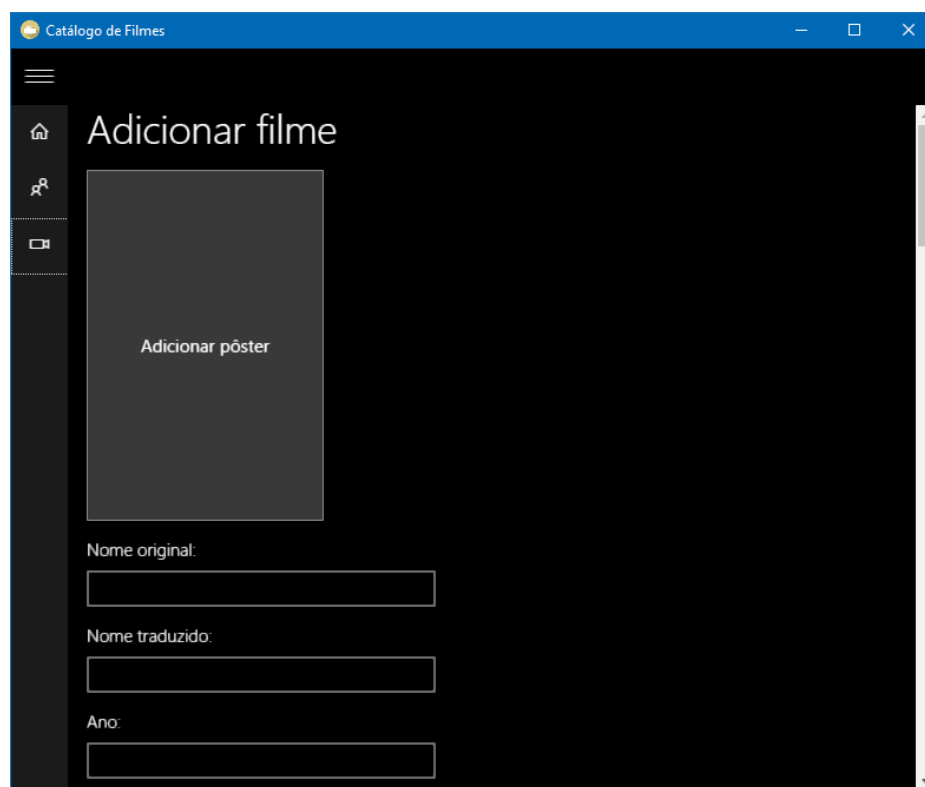 Catálogo de Filmes
Adicionar filme
Adicionar pôster
Nome original:
Nome traduzido:
Ano: